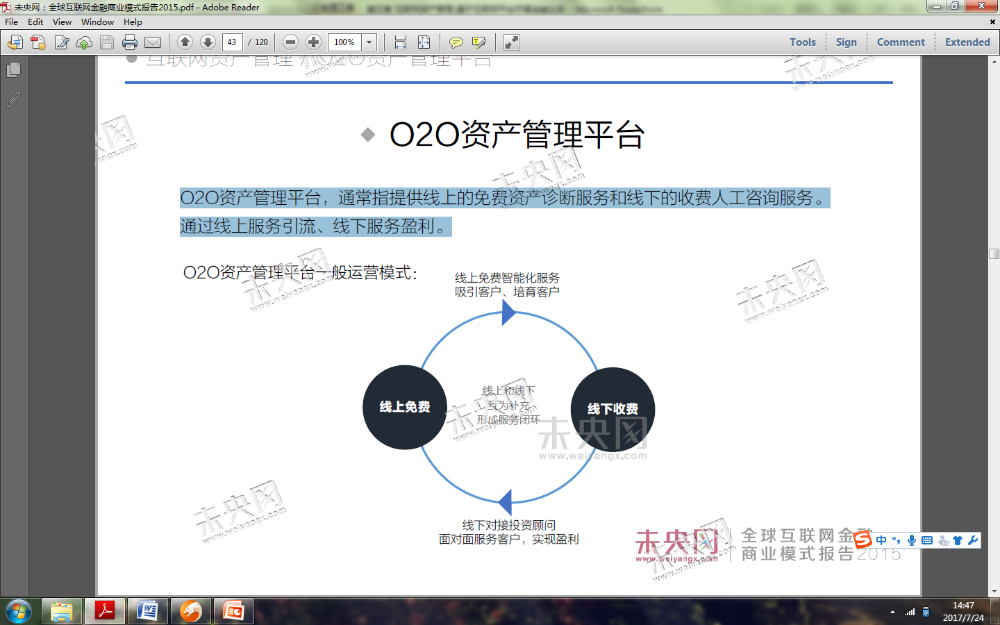 未央网：全球互联网金融商业模式报告2015.pdf - Adobe Reader
File Edit View Window Help
43 / 120 100% Tools Sign Comment Extended
互联网资产管理
O2O资产管理平台
O2O资产管理平台，通常指提供线上的免费资产诊断服务和线下的收费人工咨询服务。
通过线上服务引流、线下服务盈利。
O2O资产管理平台一般运营模式：
线上免费智能化服务
吸引客户、培育客户
线上免费
线上和线下
互为补充
形成服务闭环
线下收费
线下对接投资顾问
面对面服务客户，实现盈利
未央网
www.weiyangx.com
未央网
www.weiyangx.com
全球互联网金融
商业模式报告2015
中
14:47
2017/7/24